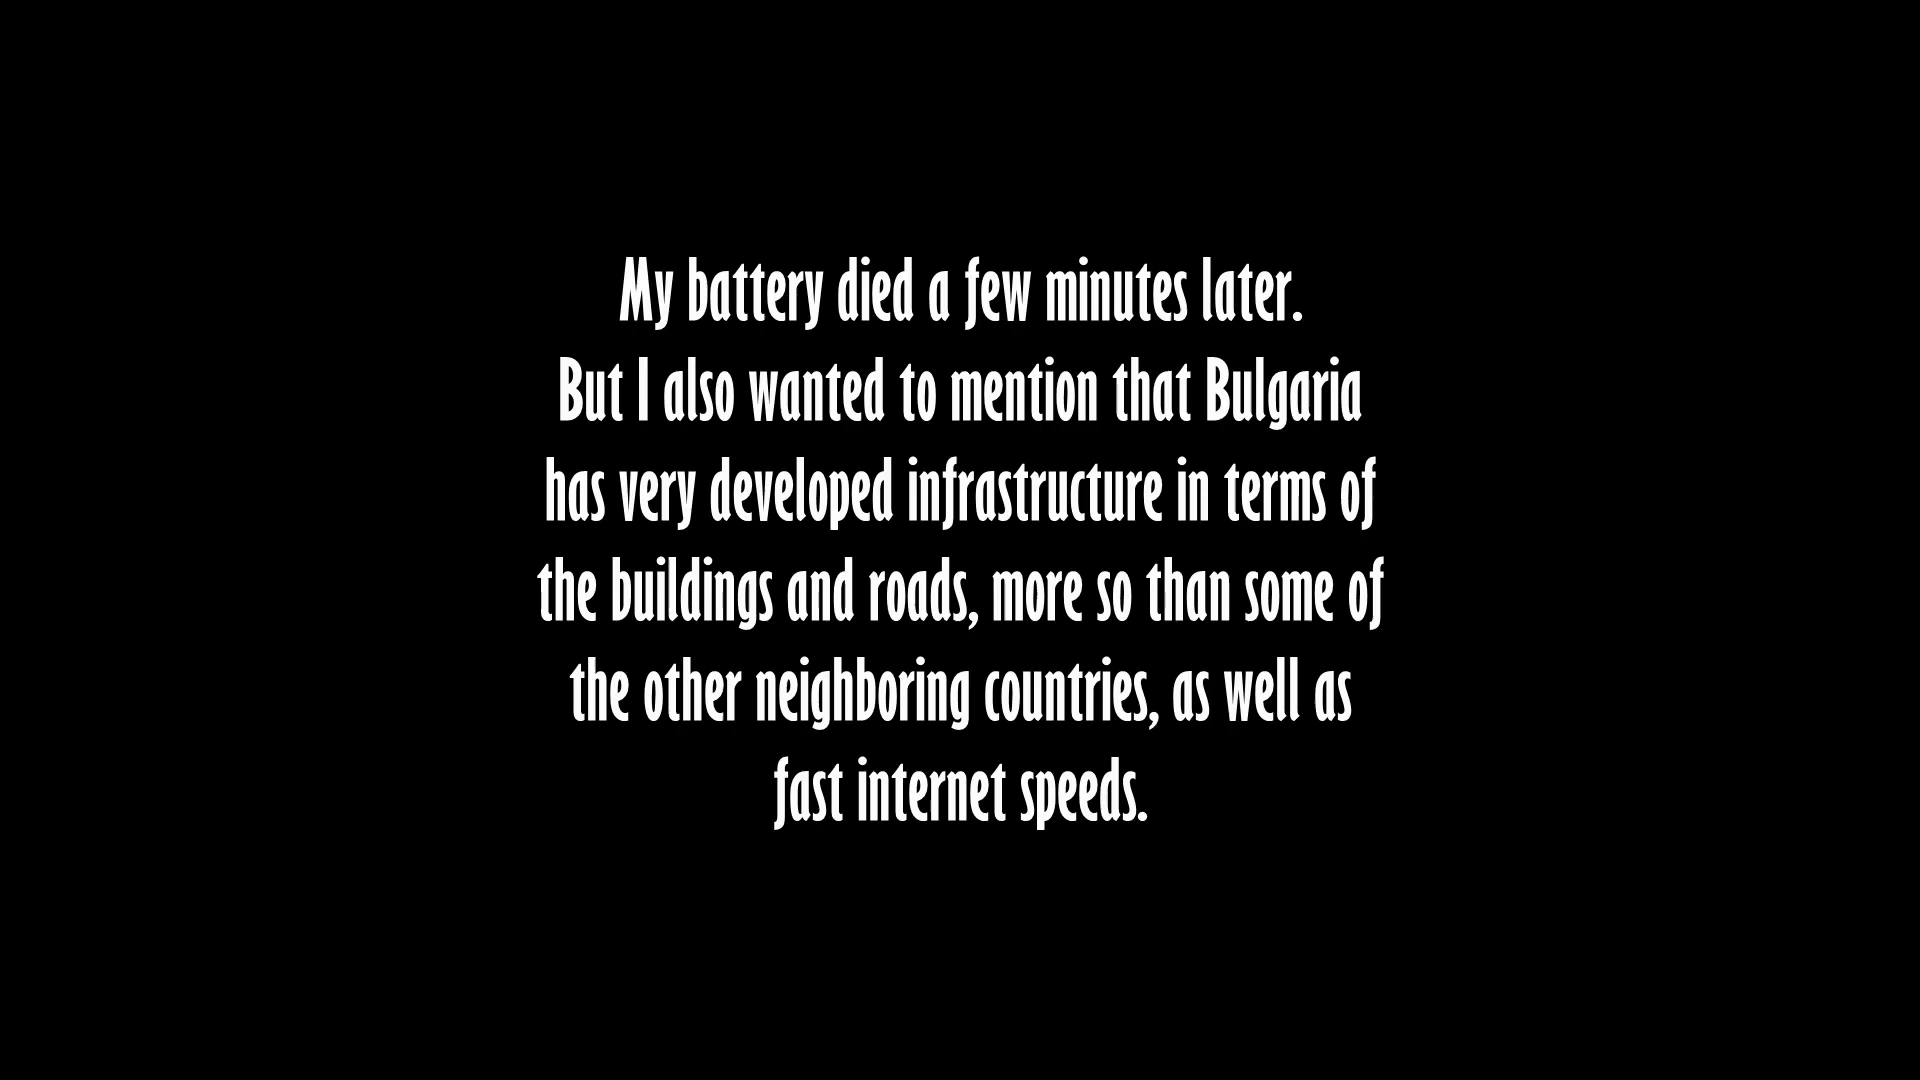 My battery died a few minutes later.
But I also wanted to mention that Bulgaria
has very developed infrastructure in terms of
the buildings and roads, more so than some of
the other neighboring countries, as well as
fast internet speeds.